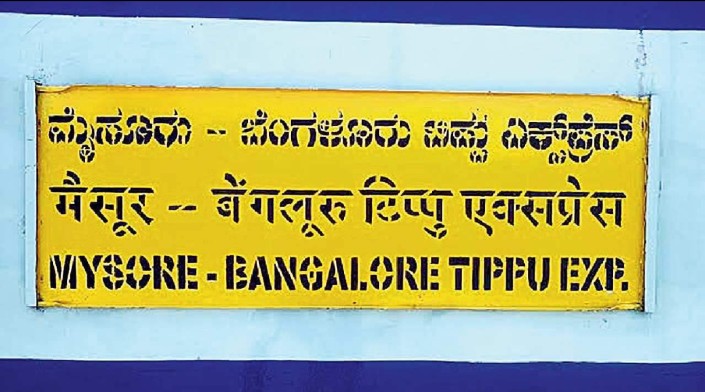 ಮೈಸೂರು - ಬೆಂಗಳೂರು ಟಿಪ್ಪು ಎಕ್ಸ್‌ಪ್ರೆಸ್
मैसूर -- बेंगलूरु टिप्पु एक्सप्रेस
MYSORE - BANGALORE TIPPU EXP.